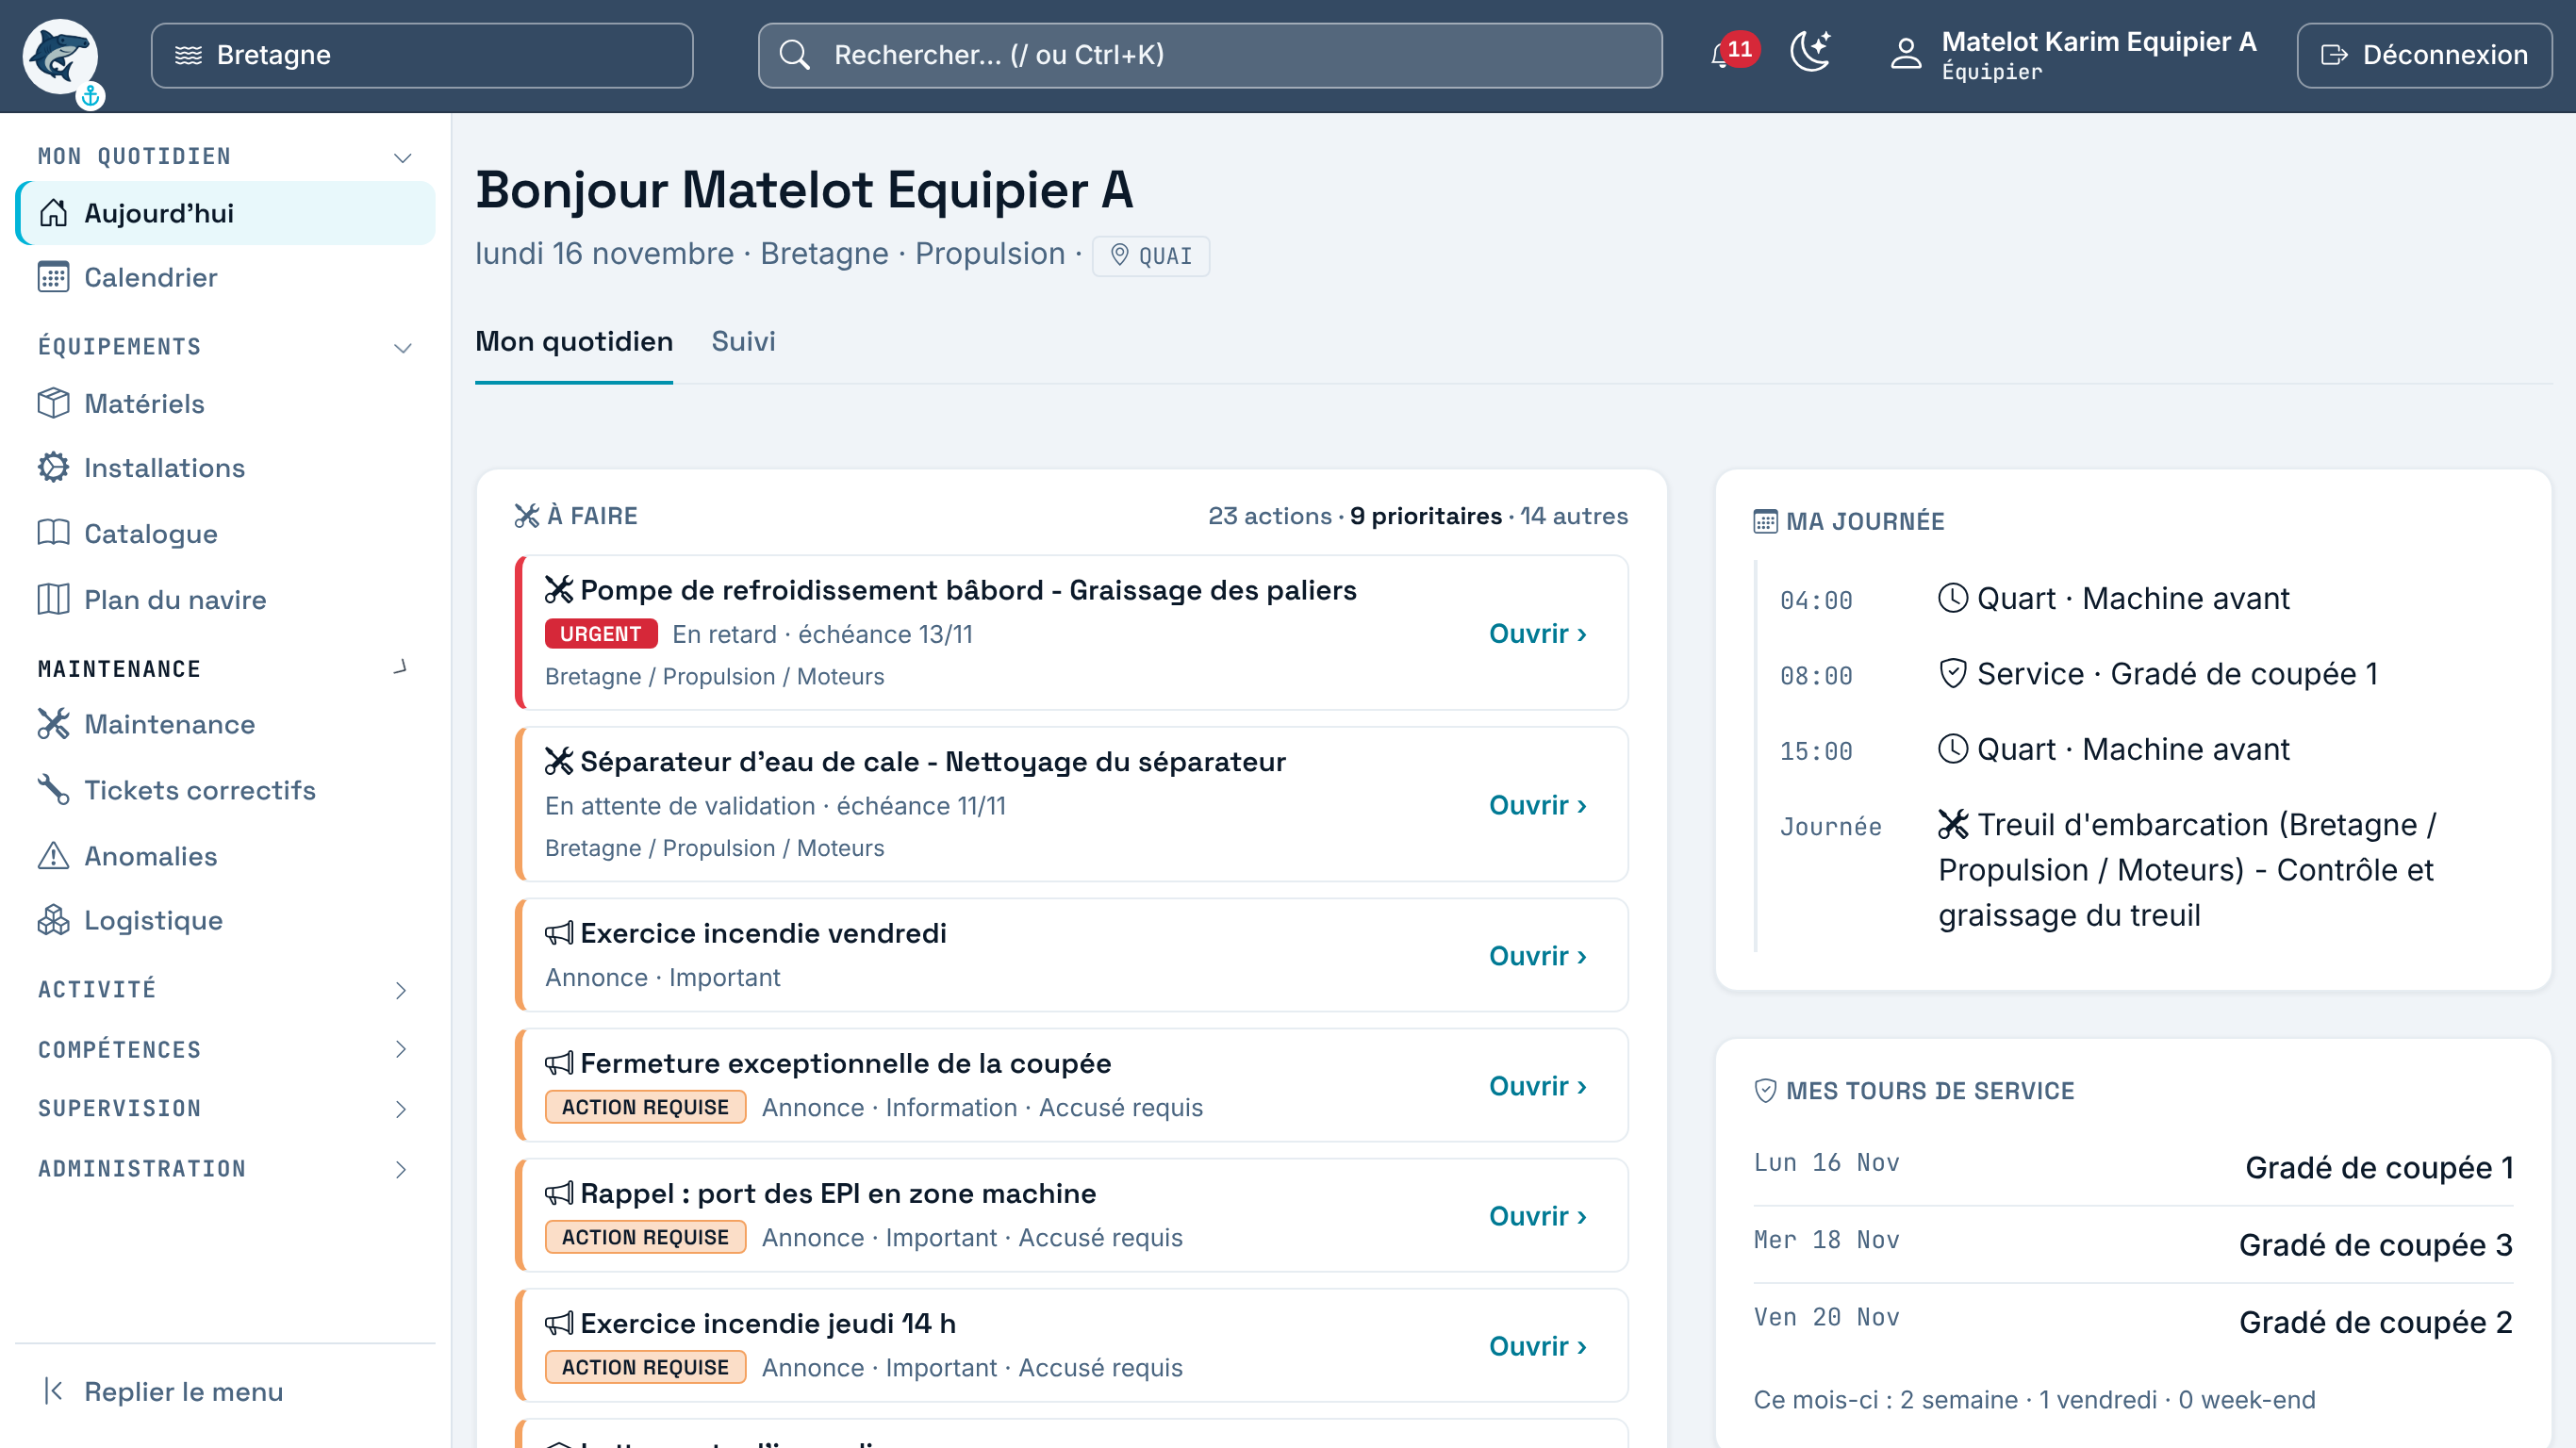 Bretagne
Rechercher... (/ ou Ctrl+K)
11
Matelot Karim Equipier A
Équipier
Déconnexion
MON QUOTIDIEN
Aujourd'hui
Calendrier
ÉQUIPEMENTS
Matériels
Installations
Catalogue
Plan du navire
MAINTENANCE
Maintenance
Tickets correctifs
Anomalies
Logistique
ACTIVITÉ
COMPÉTENCES
SUPERVISION
ADMINISTRATION
Replier le menu
Bonjour Matelot Equipier A
lundi 16 novembre · Bretagne · Propulsion · QUAI
Mon quotidien Suivi
À FAIRE
23 actions · 9 prioritaires · 14 autres
Pompe de refroidissement bâbord - Graissage des paliers
URGENT En retard · échéance 13/11
Bretagne / Propulsion / Moteurs
Ouvrir ›
Séparateur d'eau de cale - Nettoyage du séparateur
En attente de validation · échéance 11/11
Bretagne / Propulsion / Moteurs
Ouvrir ›
Exercice incendie vendredi
Annonce · Important
Ouvrir ›
Fermeture exceptionnelle de la coupée
ACTION REQUISE Annonce · Information · Accusé requis
Ouvrir ›
Rappel : port des EPI en zone machine
ACTION REQUISE Annonce · Important · Accusé requis
Ouvrir ›
Exercice incendie jeudi 14 h
ACTION REQUISE Annonce · Important · Accusé requis
Ouvrir ›
MA JOURNÉE
04:00 Quart · Machine avant
08:00 Service · Gradé de coupée 1
15:00 Quart · Machine avant
Journée Treuil d'embarcation (Bretagne /
Propulsion / Moteurs) - Contrôle et
graissage du treuil
MES TOURS DE SERVICE
Lun 16 Nov Gradé de coupée 1
Mer 18 Nov Gradé de coupée 3
Ven 20 Nov Gradé de coupée 2
Ce mois-ci : 2 semaine · 1 vendredi · 0 week-end